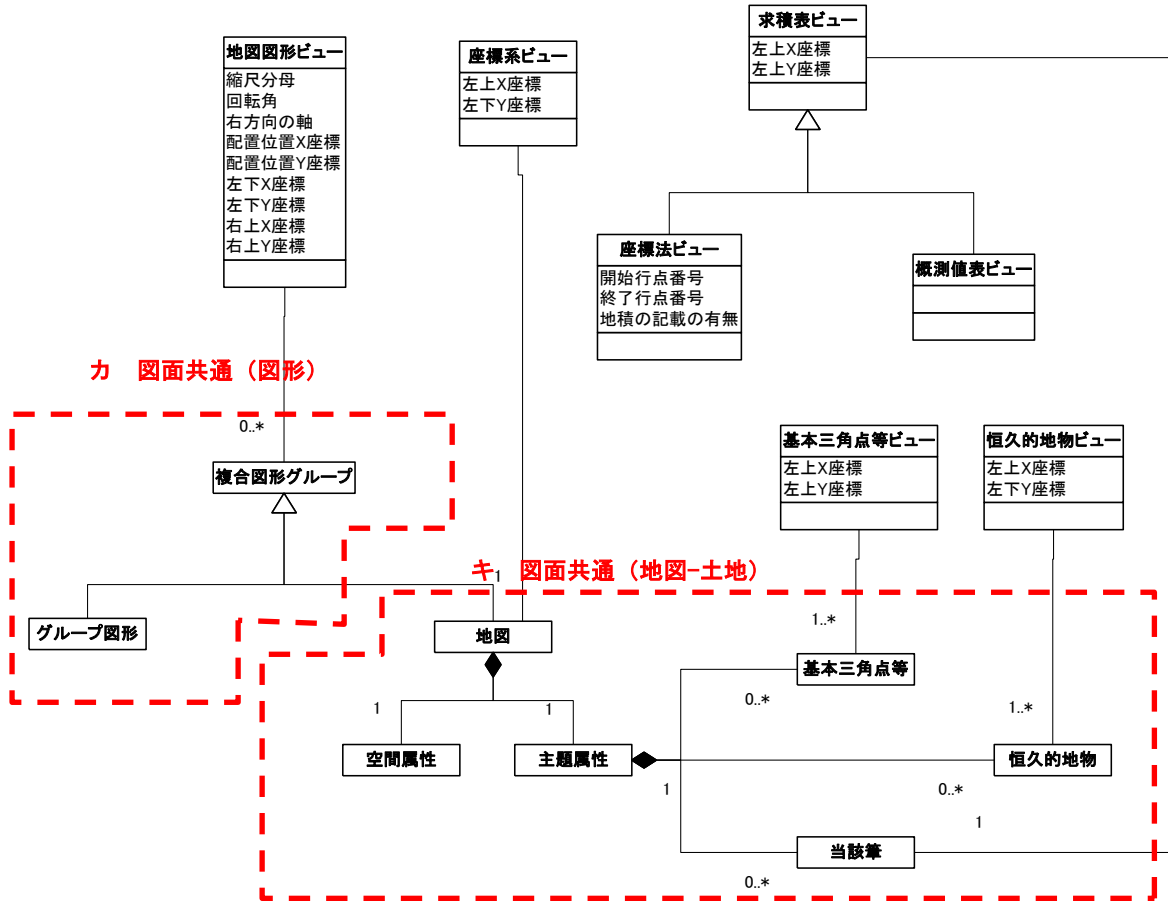 求積表ビュー
左上X座標
左上Y座標
地図図形ビュー
縮尺分母
回転角
右方向の軸
配置位置X座標
配置位置Y座標
左下X座標
左下Y座標
右上X座標
右上Y座標
座標系ビュー
左上X座標
左下Y座標
座標法ビュー
開始行点番号
終了行点番号
地積の記載の有無
概測値表ビュー
カ　図面共通（図形）
0..*
複合図形グループ
基本三角点等ビュー
左上X座標
左上Y座標
恒久的地物ビュー
左上X座標
左下Y座標
キ　図面共通（地図-土地）
1
グループ図形
地図
1..*
基本三角点等
0..*
1
1
1..*
空間属性
主題属性
恒久的地物
1
0..*
1
当該筆
0..*